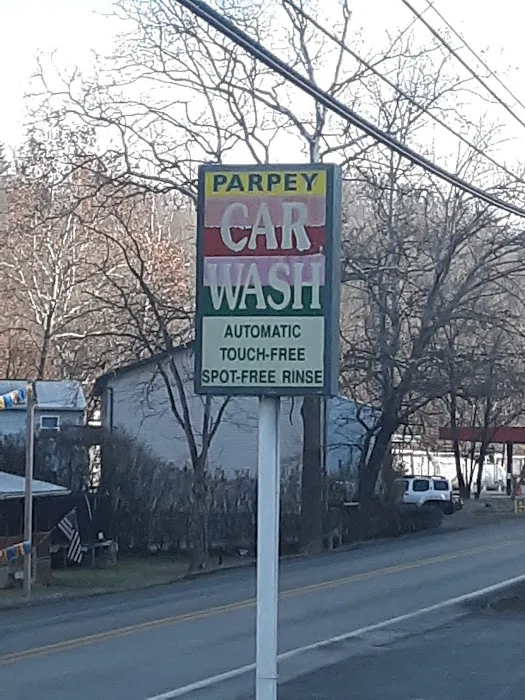 PARPEY
CAR
WASH
AUTOMATIC
TOUCH-FREE
SPOT-FREE RINSE